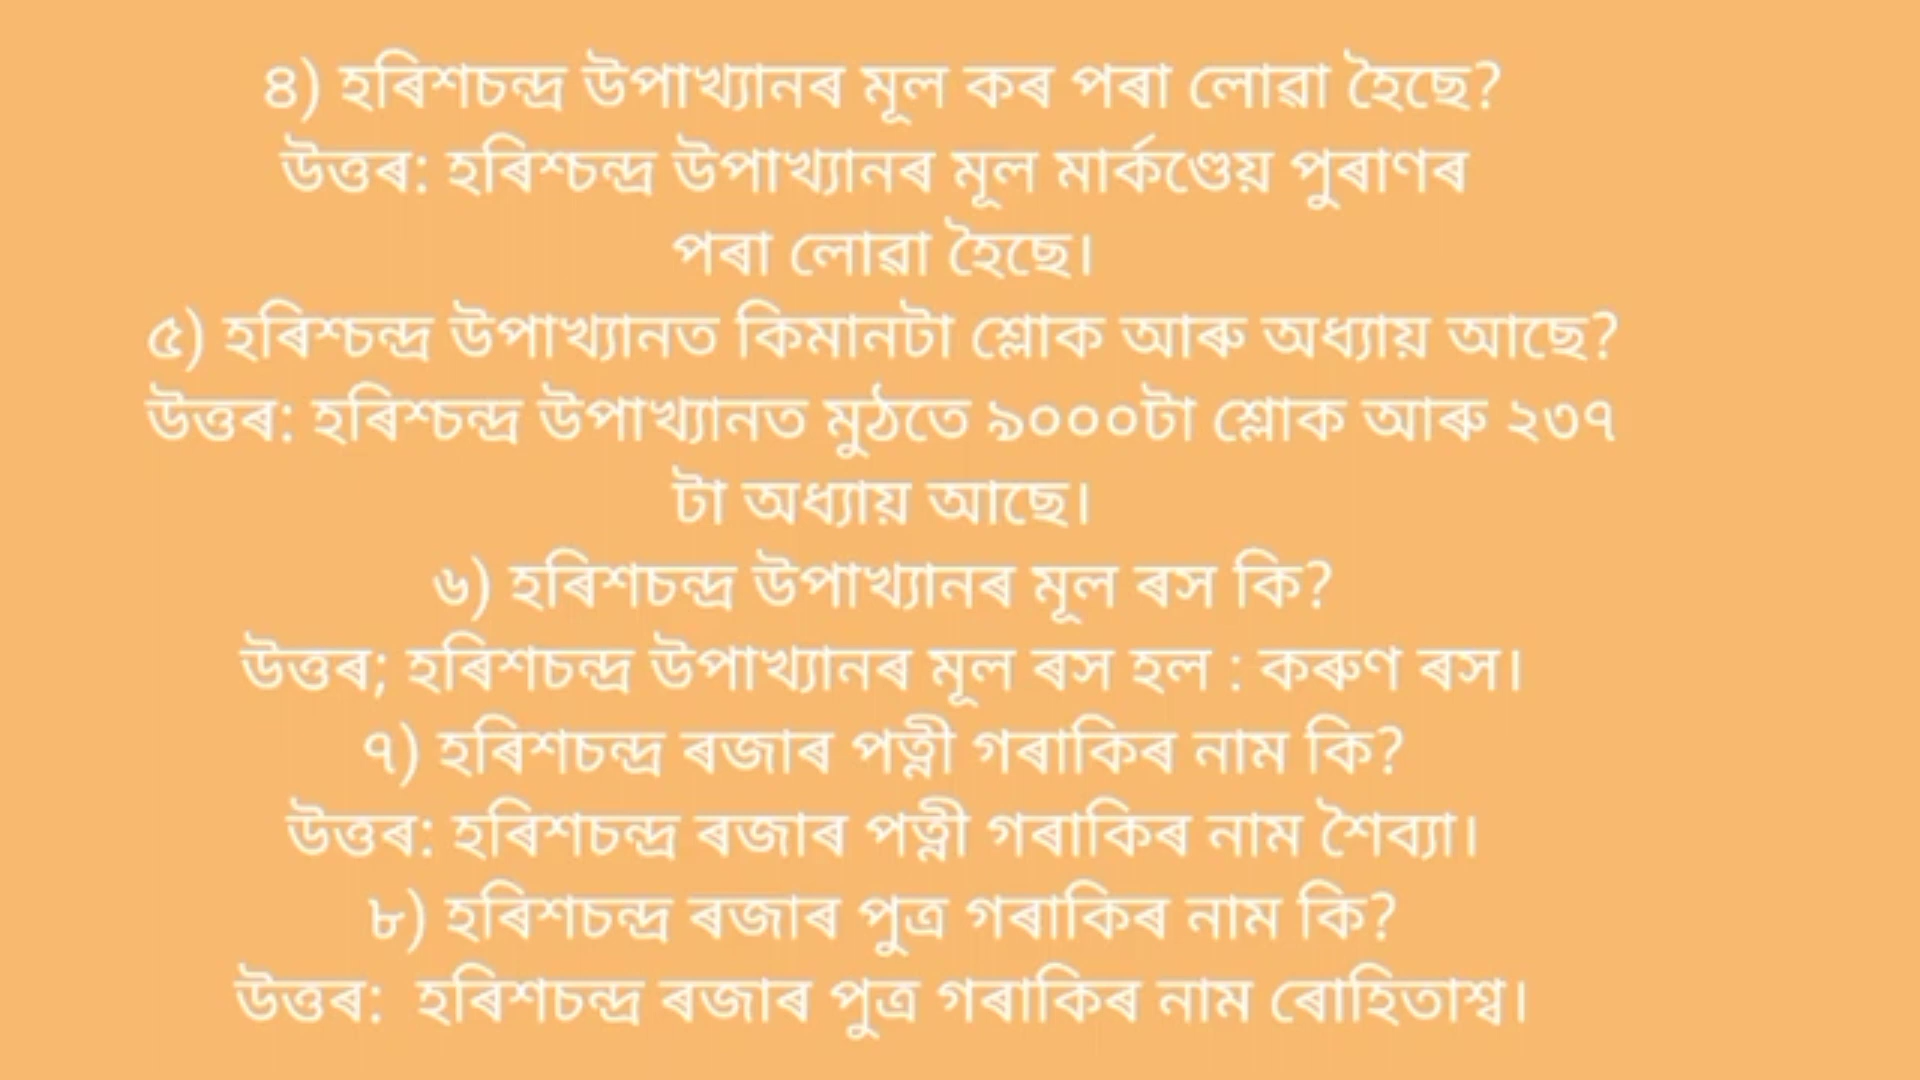 ৪) হৰিশচন্দ্ৰ উপাখ্যানৰ মূল কৰ পৰা লোৱা হৈছে?
উত্তৰ: হৰিশ্চন্দ্ৰ উপাখ্যানৰ মূল মাৰ্কণ্ডেয় পুৰাণৰ
পৰা লোৱা হৈছে।
৫) হৰিশ্চন্দ্ৰ উপাখ্যানত কিমানটা শ্লোক আৰু অধ্যায় আছে?
উত্তৰ: হৰিশ্চন্দ্ৰ উপাখ্যানত মুঠতে ৯০০০টা শ্লোক আৰু ২৩৭
টা অধ্যায় আছে।
৬) হৰিশচন্দ্ৰ উপাখ্যানৰ মূল ৰস কি?
উত্তৰ; হৰিশচন্দ্ৰ উপাখ্যানৰ মূল ৰস হল : কৰুণ ৰস।
৭) হৰিশচন্দ্ৰ ৰজাৰ পত্নী গৰাকিৰ নাম কি?
উত্তৰ: হৰিশচন্দ্ৰ ৰজাৰ পত্নী গৰাকিৰ নাম শৈব্যা।
৮) হৰিশচন্দ্ৰ ৰজাৰ পুত্ৰ গৰাকিৰ নাম কি?
উত্তৰ: হৰিশচন্দ্ৰ ৰজাৰ পুত্ৰ গৰাকিৰ নাম ৰোহিতাশ্ব।